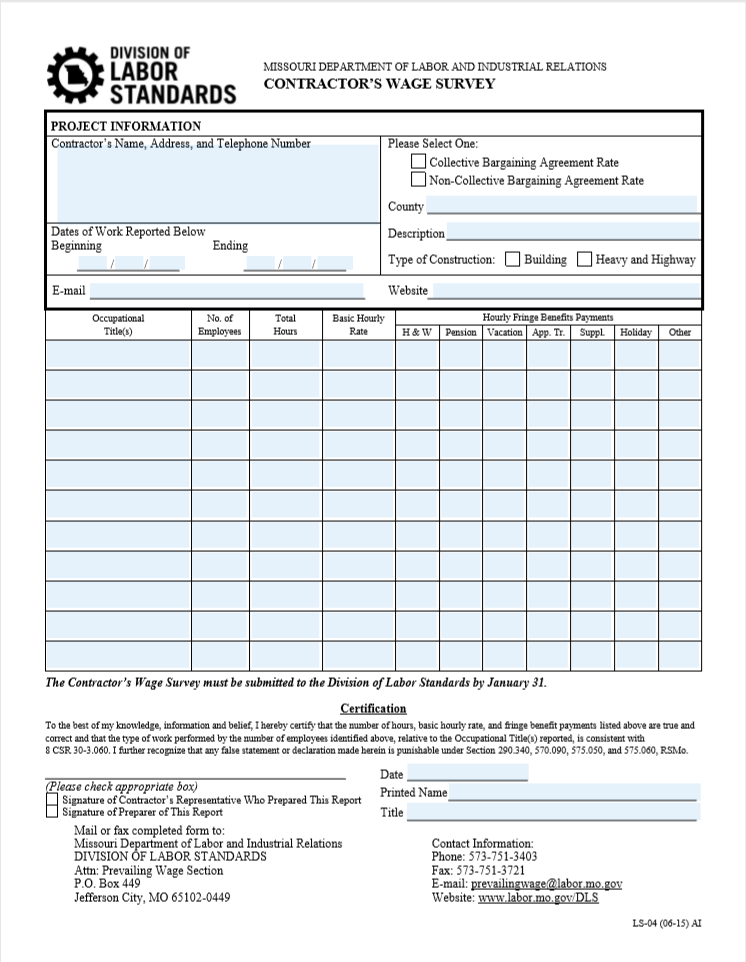 DIVISION OF
LABOR
STANDARDS
MISSOURI DEPARTMENT OF LABOR AND INDUSTRIAL RELATIONS
CONTRACTOR'S WAGE SURVEY
PROJECT INFORMATION
Contractor's Name, Address, and Telephone Number
Please Select One:
Collective Bargaining Agreement Rate
Non-Collective Bargaining Agreement Rate
County
Dates of Work Reported Below
Beginning Ending
/ / / /
Description
Type of Construction: Building Heavy and Highway
E-mail Website
Occupational
Title(s)
No. of
Employees
Total
Hours
Basic Hourly
Rate
Hourly Fringe Benefits Payments
H & W Pension Vacation App. Tr. Suppl. Holiday Other
The Contractor's Wage Survey must be submitted to the Division of Labor Standards by January 31.
Certification
To the best of my knowledge, information and belief, I hereby certify that the number of hours, basic hourly rate, and fringe benefit payments listed above are true and
correct and that the type of work performed by the number of employees identified above, relative to the Occupational Title(s) reported, is consistent with
8 CSR 30-3.060. I further recognize that any false statement or declaration made herein is punishable under Section 290.340, 570.090, 575.050, and 575.060, RSMo.
(Please check appropriate box)
Signature of Contractor's Representative Who Prepared This Report
Signature of Preparer of This Report
Date
Printed Name
Title
Mail or fax completed form to:
Missouri Department of Labor and Industrial Relations
DIVISION OF LABOR STANDARDS
Attn: Prevailing Wage Section
P.O. Box 449
Jefferson City, MO 65102-0449
Contact Information:
Phone: 573-751-3403
Fax: 573-751-3721
E-mail: prevailingwage@labor.mo.gov
Website: www.labor.mo.gov/DLS
LS-04 (06-15) AI